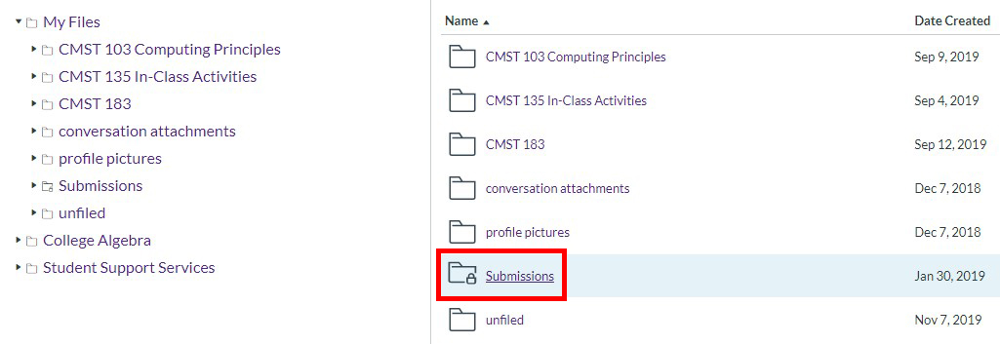 My Files
CMST 103 Computing Principles
CMST 135 In-Class Activities
CMST 183
conversation attachments
profile pictures
Submissions
unfiled
College Algebra
Student Support Services
Name Date Created
CMST 103 Computing Principles Sep 9, 2019
CMST 135 In-Class Activities Sep 4, 2019
CMST 183 Sep 12, 2019
conversation attachments Dec 7, 2018
profile pictures Dec 7, 2018
Submissions Jan 30, 2019
unfiled Nov 7, 2019